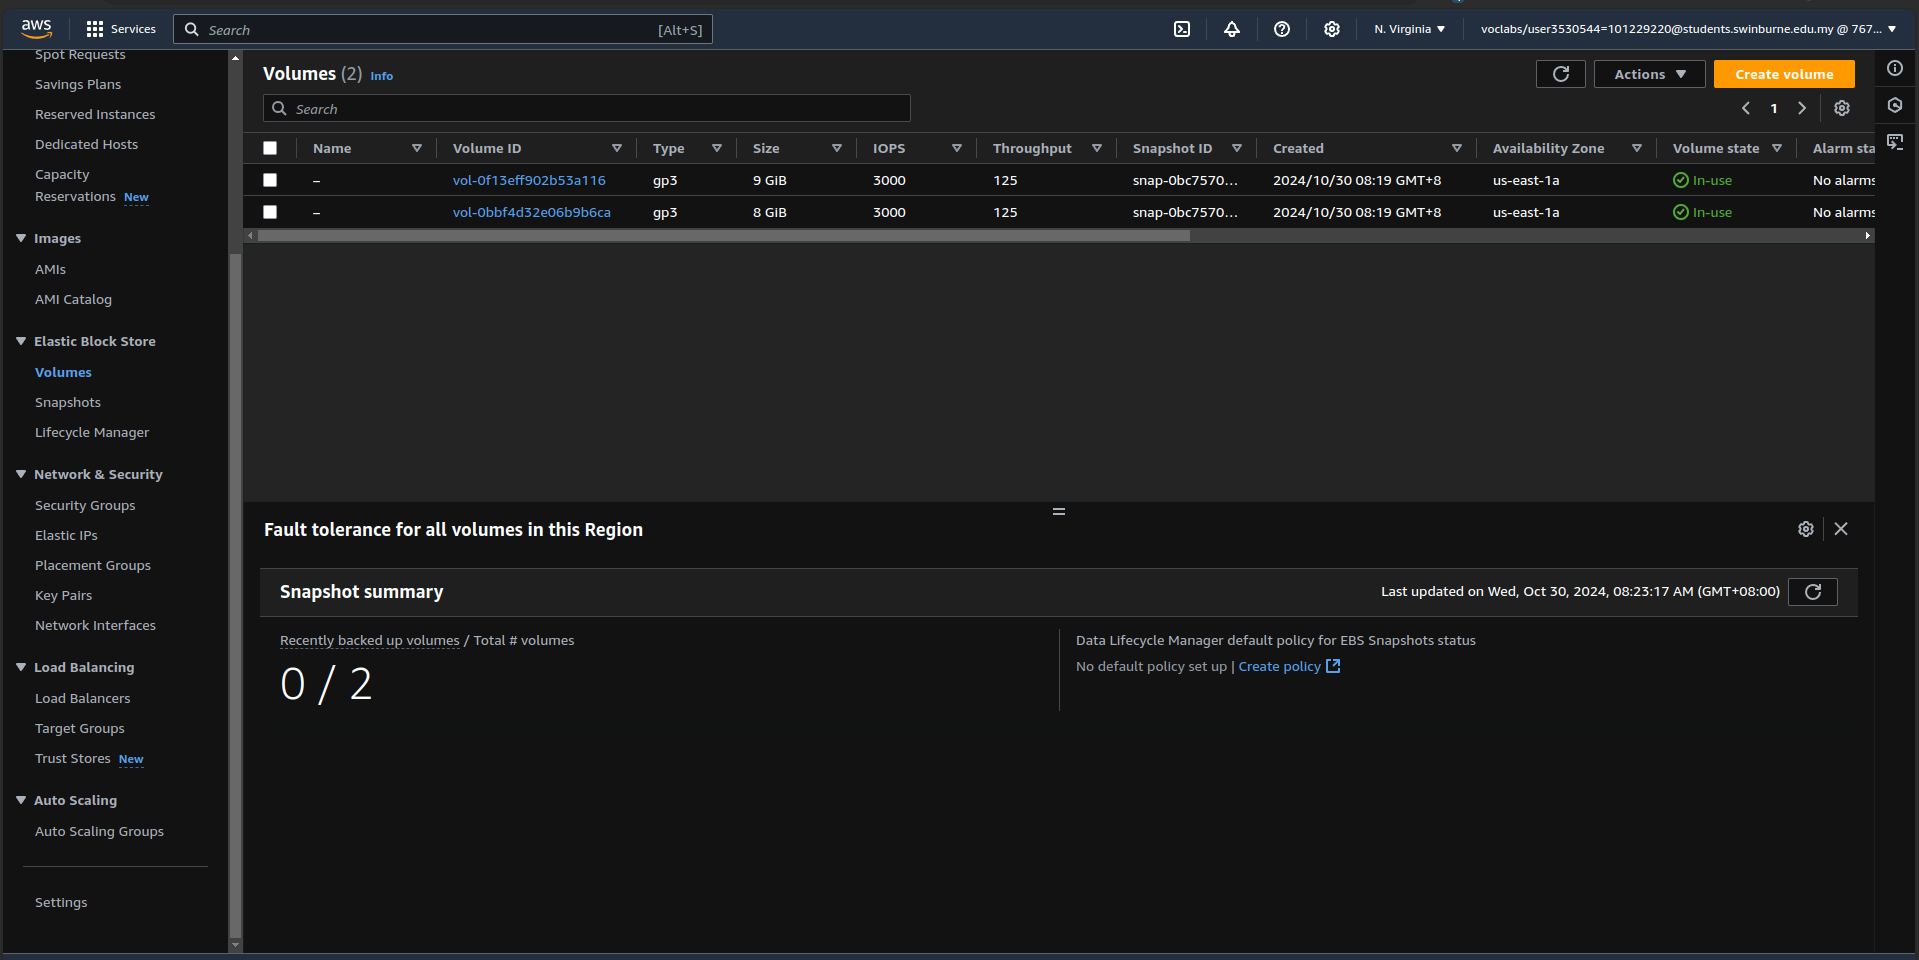 aws
Services
Search
[Alt+S]
N. Virginia
voclabs/user3530544=101229220@students.swinburne.edu.my @ 767...
Spot Requests
Savings Plans
Reserved Instances
Dedicated Hosts
Capacity
Reservations New
Images
AMIs
AMI Catalog
Elastic Block Store
Volumes
Snapshots
Lifecycle Manager
Network & Security
Security Groups
Elastic IPs
Placement Groups
Key Pairs
Network Interfaces
Load Balancing
Load Balancers
Target Groups
Trust Stores New
Auto Scaling
Auto Scaling Groups
Settings
Volumes (2) Info
Actions
Create volume
Search
1
Name Volume ID Type Size IOPS Throughput Snapshot ID Created Availability Zone Volume state Alarm sta
– vol-0f13eff902b53a116 gp3 9 GiB 3000 125 snap-0bc7570... 2024/10/30 08:19 GMT+8 us-east-1a In-use No alarms
– vol-0bbf4d32e06b9b6ca gp3 8 GiB 3000 125 snap-0bc7570... 2024/10/30 08:19 GMT+8 us-east-1a In-use No alarms
Fault tolerance for all volumes in this Region
Snapshot summary
Last updated on Wed, Oct 30, 2024, 08:23:17 AM (GMT+08:00)
Recently backed up volumes / Total # volumes
0 / 2
Data Lifecycle Manager default policy for EBS Snapshots status
No default policy set up | Create policy